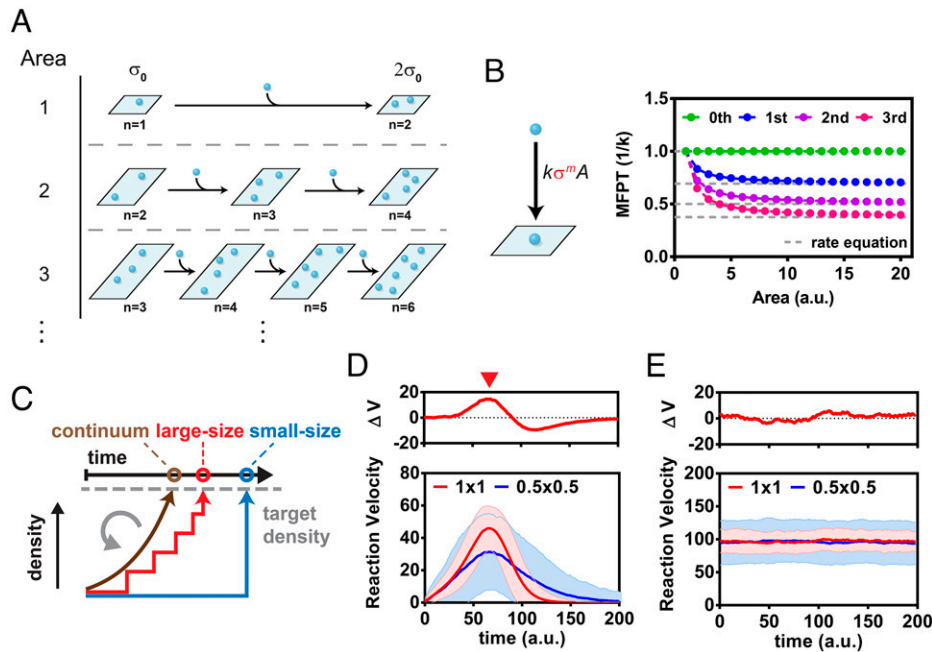 A
Area
σ₀
2σ₀
1
n=1
n=2
2
n=2
n=3
n=4
3
n=3
n=4
n=5
n=6
⋮
⋮
B
kσᵐA
MFPT (1/k)
1.5
1.0
0.5
0.0
0th 1st 2nd 3rd
rate equation
0 5 10 15 20
Area (a.u.)
C
continuum large-size small-size
time
density
target
density
D
ΔV
20
0
-20
Reaction Velocity
80
60
40
20
0
1x1 0.5x0.5
0 50 100 150 200
time (a.u.)
E
ΔV
20
0
-20
Reaction Velocity
200
150
100
50
0
1x1 0.5x0.5
0 50 100 150 200
time (a.u.)